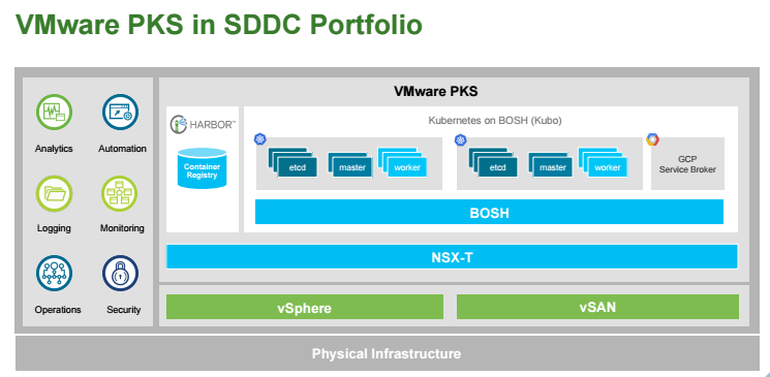 VMware PKS in SDDC Portfolio
Analytics
Automation
Logging
Monitoring
Operations
Security
VMware PKS
HARBOR™
Container
Registry
Kubernetes on BOSH (Kubo)
etcd
master
worker
etcd
master
worker
GCP
Service Broker
BOSH
NSX-T
vSphere
vSAN
Physical Infrastructure